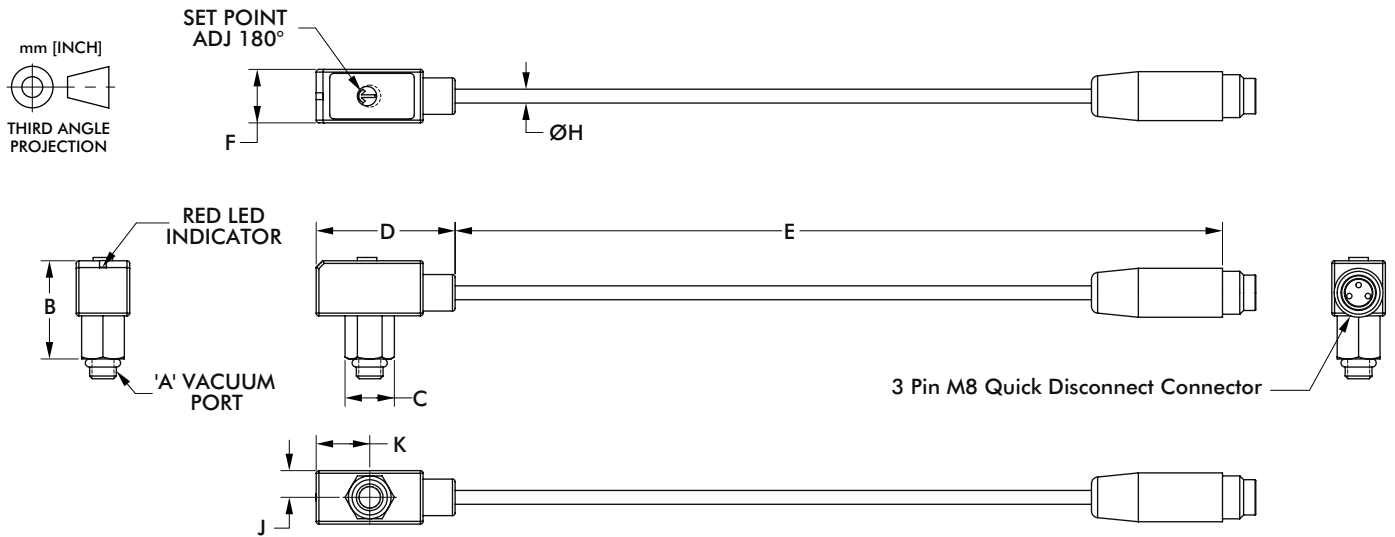 SET POINT
ADJ 180°
mm [INCH]
THIRD ANGLE
PROJECTION
F
ØH
RED LED
INDICATOR
D
E
B
'A' VACUUM
PORT
C
3 Pin M8 Quick Disconnect Connector
K
J